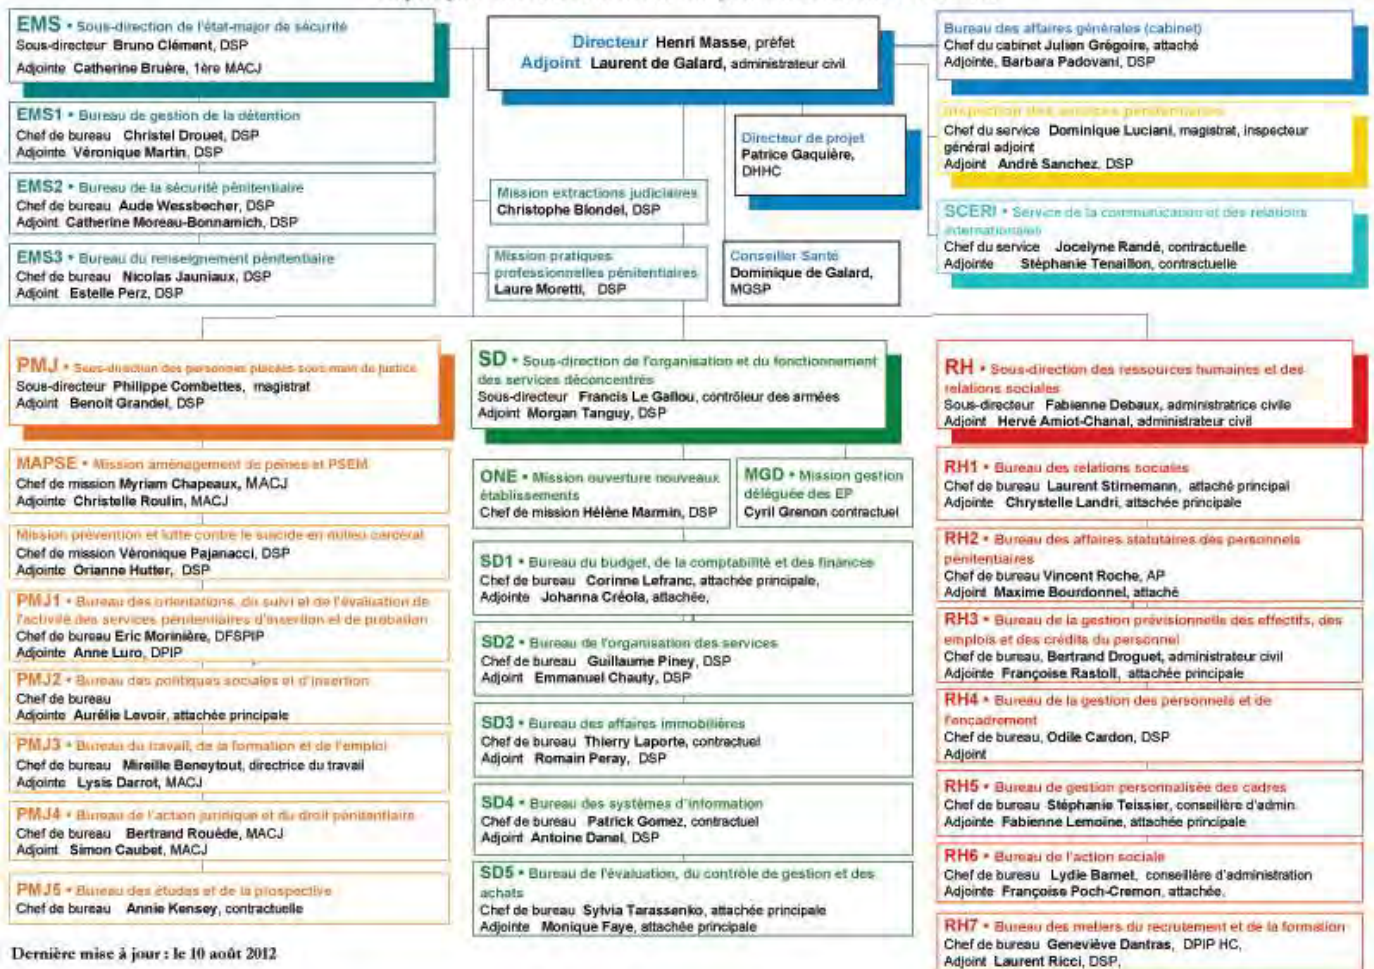 EMS • Sous-direction de l'état-major de sécurité
Sous-directeur Bruno Clément, DSP
Adjointe Catherine Bruère, 1ère MACJ
EMS1 • Bureau de gestion de la détention
Chef de bureau Christel Drouet, DSP
Adjointe Véronique Martin, DSP
EMS2 • Bureau de la sécurité pénitentiaire
Chef de bureau Aude Wessbecher, DSP
Adjoint Catherine Moreau-Bonnamich, DSP
EMS3 • Bureau du renseignement pénitentiaire
Chef de bureau Nicolas Jauniaux, DSP
Adjoint Estelle Perz, DSP
Directeur Henri Masse, préfet
Adjoint Laurent de Galard, administrateur civil
Directeur de projet
Patrice Gaquière,
DHHC
Mission extractions judiciaires
Christophe Blondel, DSP
Mission pratiques
professionnelles pénitentiaires
Laure Moretti, DSP
Conseiller Santé
Dominique de Galard,
MGSP
Bureau des affaires générales (cabinet)
Chef du cabinet Julien Grégoire, attaché
Adjointe, Barbara Padovani, DSP
Inspection des services pénitentiaires
Chef du service Dominique Luciani, magistrat, inspecteur
général adjoint
Adjoint André Sanchez, DSP
SCERI • Service de la communication et des relations
internationales
Chef du service Jocelyne Randé, contractuelle
Adjointe Stéphanie Tenaillon, contractuelle
PMJ • Sous-direction des personnes placées sous main de justice
Sous-directeur Philippe Combettes, magistrat
Adjoint Benoit Grandel, DSP
MAPSE • Mission aménagement de peines et PSEM
Chef de mission Myriam Chapeaux, MACJ
Adjointe Christelle Roulin, MACJ
Mission prévention et lutte contre le suicide en milieu carcéral
Chef de mission Véronique Pajanacci, DSP
Adjointe Orianne Hutter, DSP
PMJ1 • Bureau des orientations, du suivi et de l'évaluation de
l'activité des services pénitentiaires d'insertion et de probation
Chef de bureau Eric Morinière, DFSPIP
Adjointe Anne Luro, DPIP
PMJ2 • Bureau des politiques sociales et d'insertion
Chef de bureau
Adjointe Aurélie Levoir, attachée principale
PMJ3 • Bureau du travail, de la formation et de l'emploi
Chef de bureau Mireille Beneytout, directrice du travail
Adjointe Lysis Darrot, MACJ
PMJ4 • Bureau de l'action juridique et du droit pénitentiaire
Chef de bureau Bertrand Rouède, MACJ
Adjoint Simon Caubet, MACJ
PMJ5 • Bureau des études et de la prospective
Chef de bureau Annie Kensey, contractuelle
SD • Sous-direction de l'organisation et du fonctionnement
des services déconcentrés
Sous-directeur Francis Le Gallou, contrôleur des armées
Adjoint Morgan Tanguy, DSP
ONE • Mission ouverture nouveaux
établissements
Chef de mission Hélène Marmin, DSP
MGD • Mission gestion
déléguée des EP
Cyril Grenon contractuel
SD1 • Bureau du budget, de la comptabilité et des finances
Chef de bureau Corinne Lefranc, attachée principale,
Adjointe Johanna Créola, attachée,
SD2 • Bureau de l'organisation des services
Chef de bureau Guillaume Piney, DSP
Adjoint Emmanuel Chauty, DSP
SD3 • Bureau des affaires immobilières
Chef de bureau Thierry Laporte, contractuel
Adjoint Romain Peray, DSP
SD4 • Bureau des systèmes d'information
Chef de bureau Patrick Gomez, contractuel
Adjoint Antoine Danel, DSP
SD5 • Bureau de l'évaluation, du contrôle de gestion et des
achats
Chef de bureau Sylvia Tarassenko, attachée principale
Adjointe Monique Faye, attachée principale
RH • Sous-direction des ressources humaines et des
relations sociales
Sous-directeur Fabienne Debaux, administratrice civile
Adjoint Hervé Amiot-Chanal, administrateur civil
RH1 • Bureau des relations sociales
Chef de bureau Laurent Stirnemann, attaché principal
Adjointe Chrystelle Landri, attachée principale
RH2 • Bureau des affaires statutaires des personnels
pénitentiaires
Chef de bureau Vincent Roche, AP
Adjoint Maxime Bourdonnel, attaché
RH3 • Bureau de la gestion prévisionnelle des effectifs, des
emplois et des crédits du personnel
Chef de bureau, Bertrand Droguet, administrateur civil
Adjointe Françoise Rastoll, attachée principale
RH4 • Bureau de la gestion des personnels et de
l'encadrement
Chef de bureau, Odile Cardon, DSP
Adjoint
RH5 • Bureau de gestion personnalisée des cadres
Chef de bureau Stéphanie Teissier, conseillère d'admin.
Adjointe Fabienne Lemoine, attachée principale
RH6 • Bureau de l'action sociale
Chef de bureau Lydie Bamet, conseillère d'administration
Adjointe Françoise Poch-Cremon, attachée.
RH7 • Bureau des metiers du recrutement et de la formation
Chef de bureau Geneviève Dantras, DPIP HC,
Adjoint Laurent Ricci, DSP,
Dernière mise à jour : le 10 août 2012